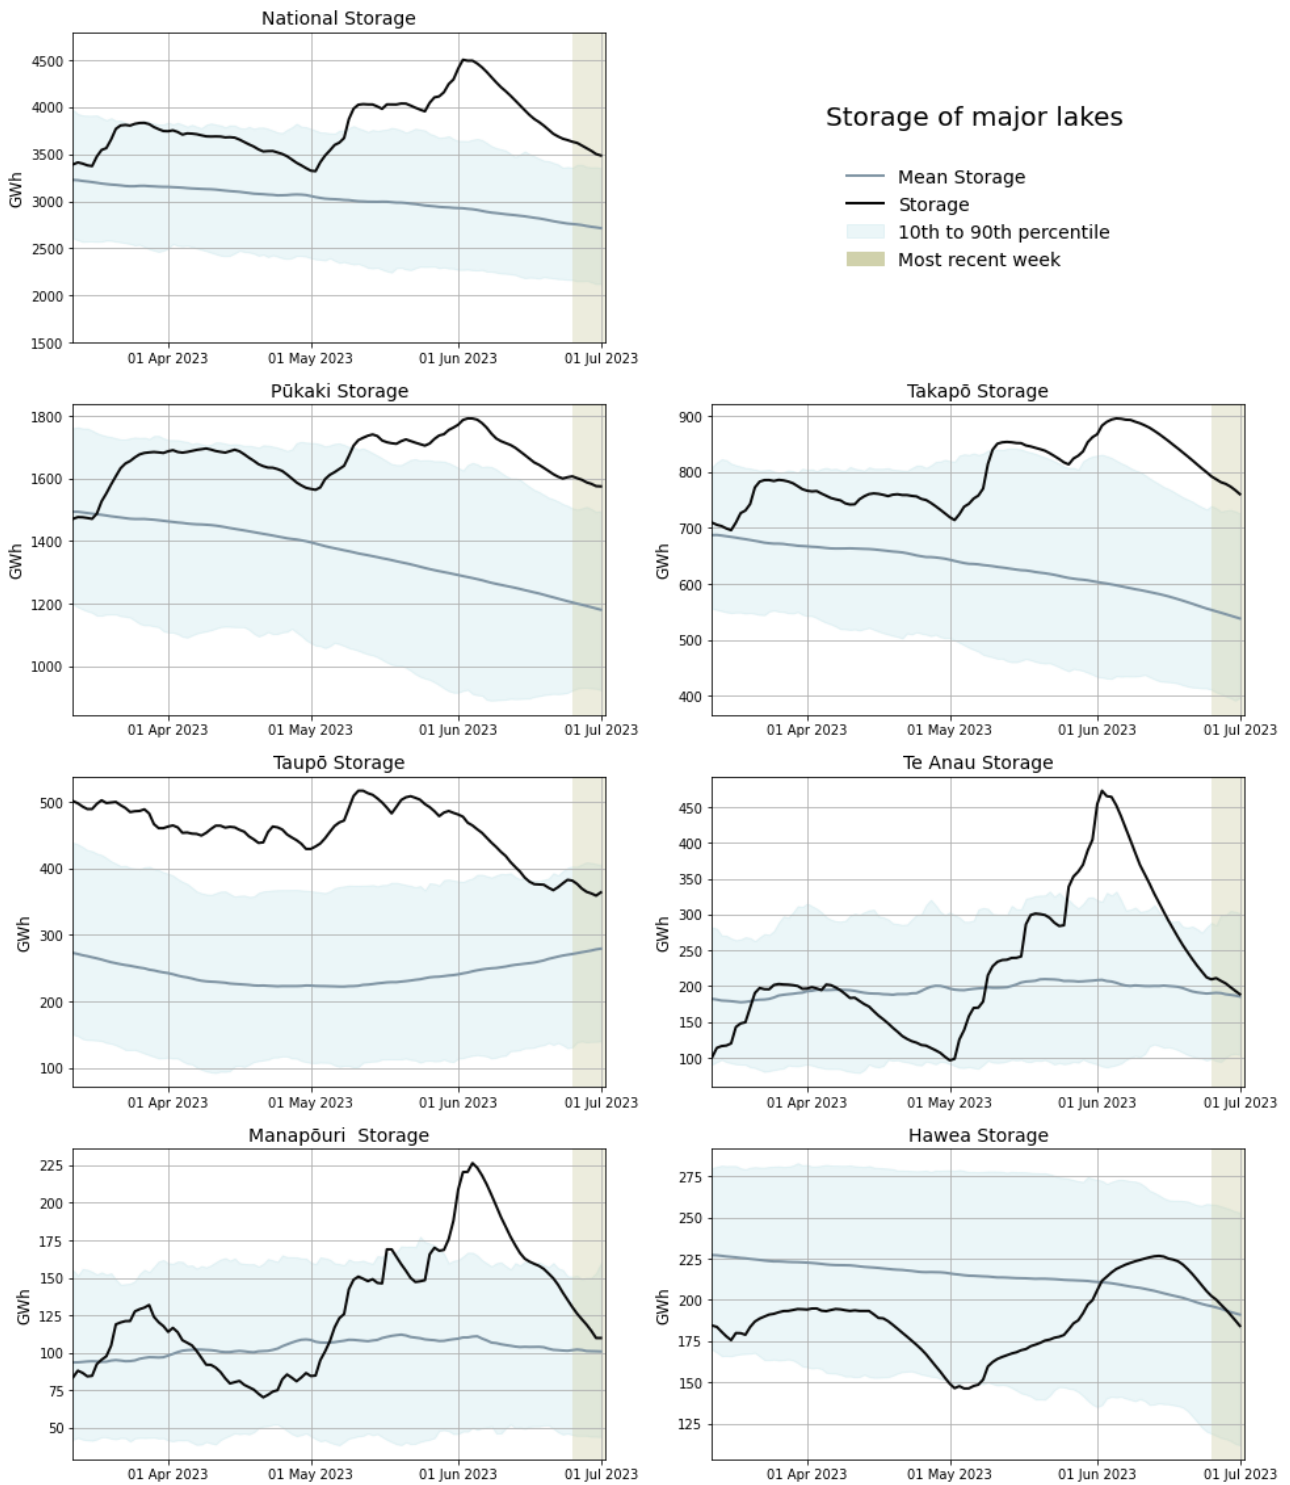 National Storage
GWh
4500
4000
3500
3000
2500
2000
1500
01 Apr 2023 01 May 2023 01 Jun 2023 01 Jul 2023
Storage of major lakes
Mean Storage
Storage
10th to 90th percentile
Most recent week
Pūkaki Storage
GWh
1800
1600
1400
1200
1000
01 Apr 2023 01 May 2023 01 Jun 2023 01 Jul 2023
Takapō Storage
GWh
900
800
700
600
500
400
01 Apr 2023 01 May 2023 01 Jun 2023 01 Jul 2023
Taupō Storage
GWh
500
400
300
200
100
01 Apr 2023 01 May 2023 01 Jun 2023 01 Jul 2023
Te Anau Storage
GWh
450
400
350
300
250
200
150
100
01 Apr 2023 01 May 2023 01 Jun 2023 01 Jul 2023
Manapōuri Storage
GWh
225
200
175
150
125
100
75
50
01 Apr 2023 01 May 2023 01 Jun 2023 01 Jul 2023
Hawea Storage
GWh
275
250
225
200
175
150
125
01 Apr 2023 01 May 2023 01 Jun 2023 01 Jul 2023